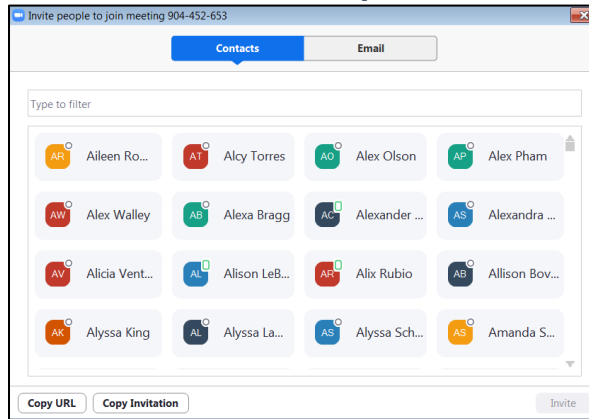 Invite people to join meeting 904-452-653
Contacts Email
Type to filter
AR Aileen Ro... AT Alcy Torres AO Alex Olson AP Alex Pham
AW Alex Walley AB Alexa Bragg AC Alexander ... AS Alexandra ...
AV Alicia Vent... AL Alison LeB... AR Alix Rubio AB Allison Bov...
AK Alyssa King AL Alyssa La... AS Alyssa Sch... AS Amanda S...
Copy URL Copy Invitation Invite